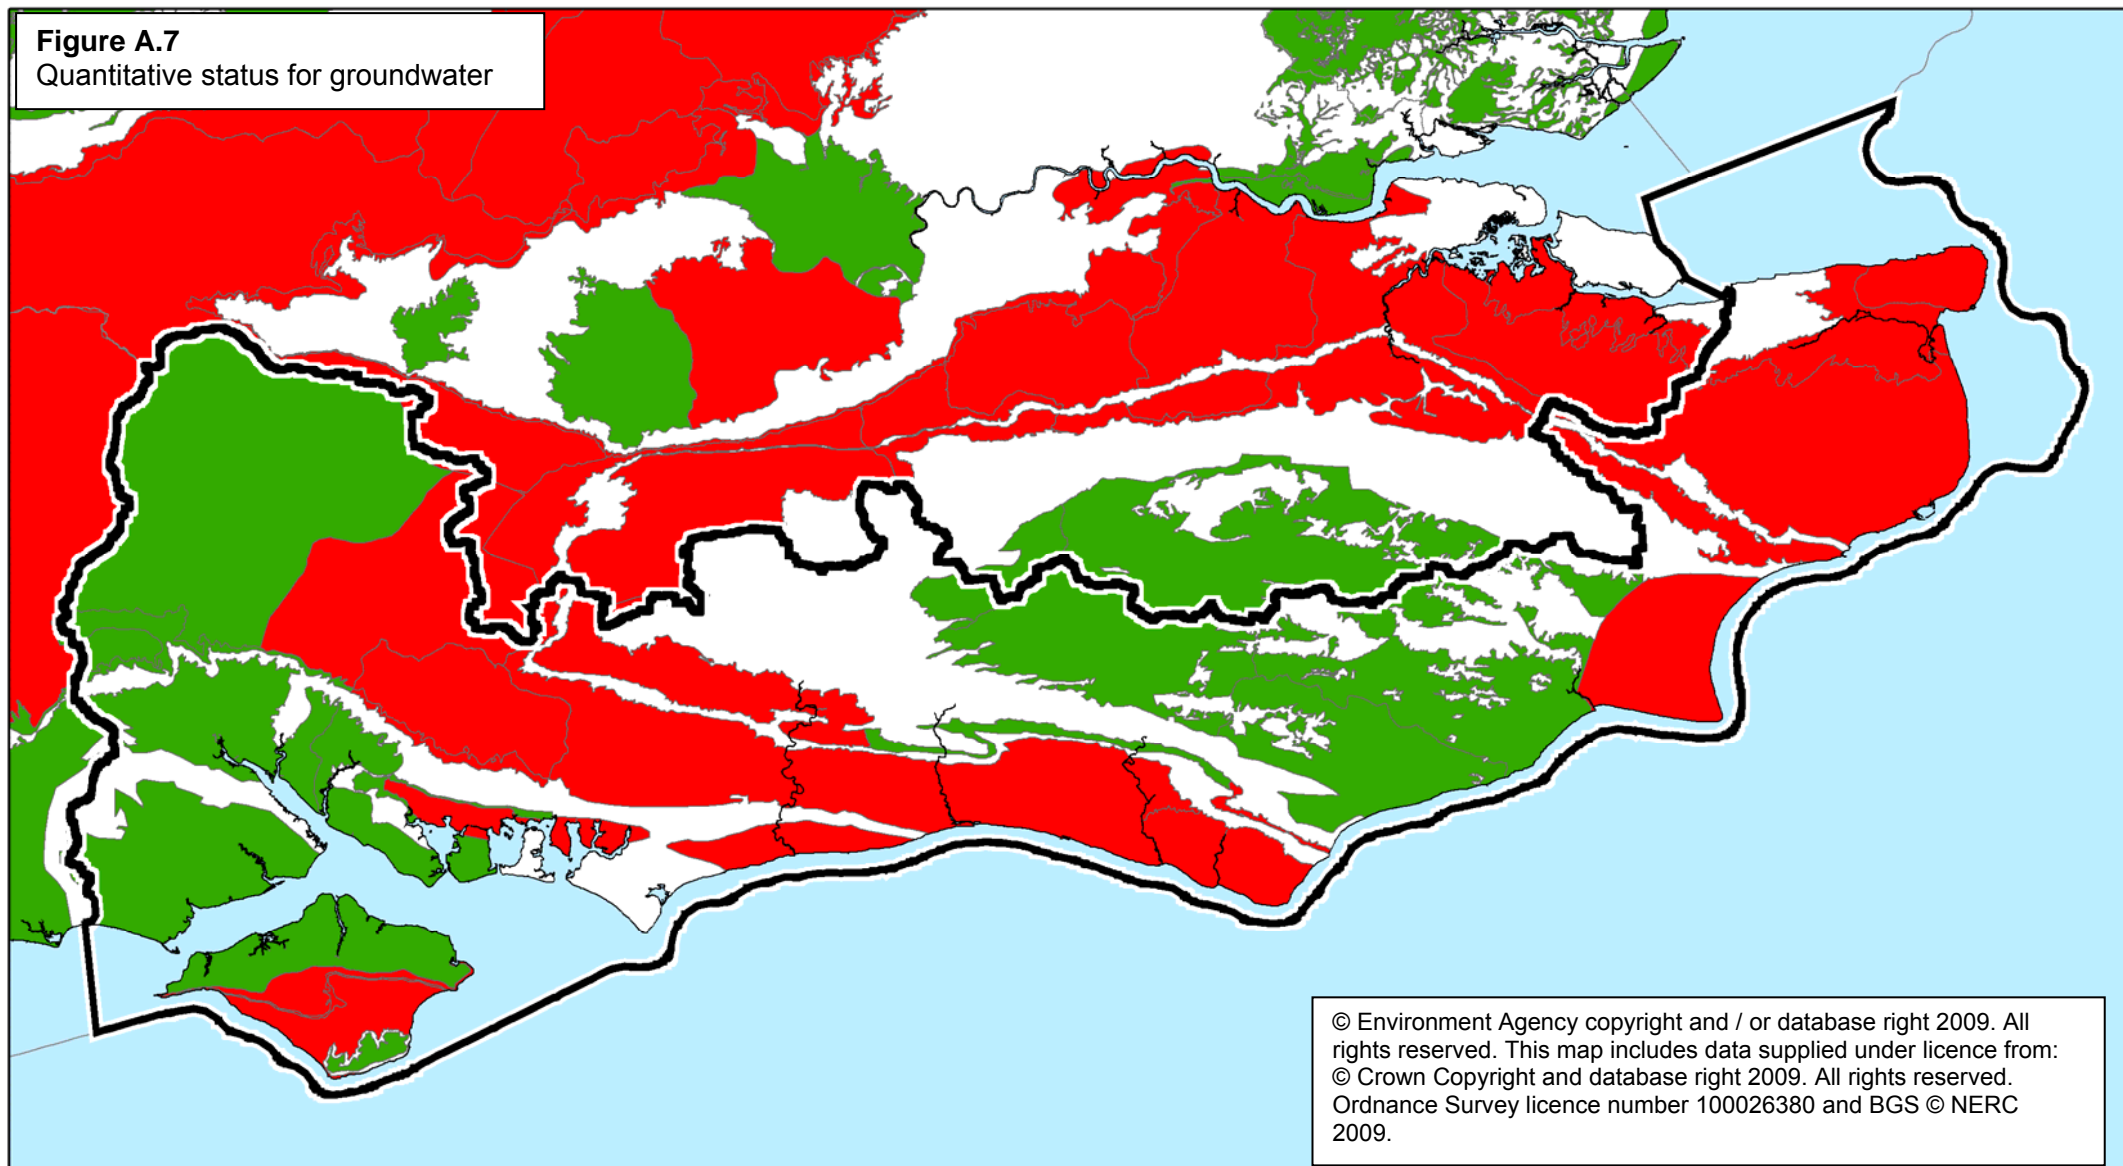 Figure A.7
Quantitative status for groundwater
© Environment Agency copyright and / or database right 2009. All
rights reserved. This map includes data supplied under licence from:
© Crown Copyright and database right 2009. All rights reserved.
Ordnance Survey licence number 100026380 and BGS © NERC
2009.